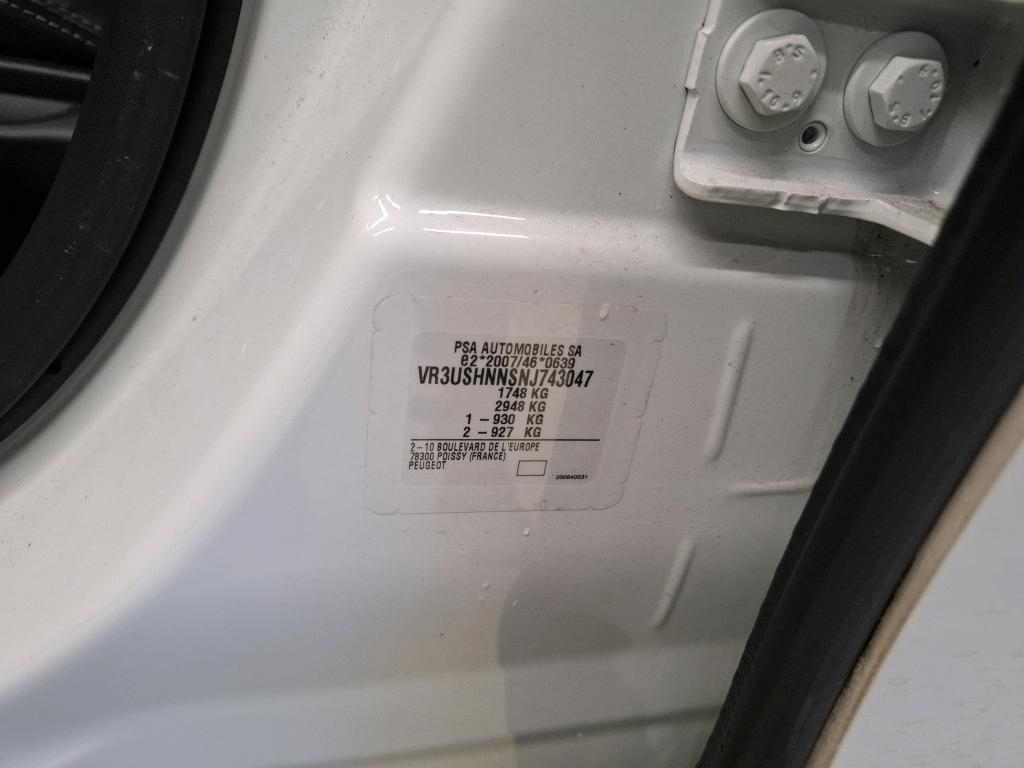 PSA AUTOMOBILES SA
e2*2007/46*0639
VR3USHNNSNJ743047
1748 KG
2948 KG
1 – 930 KG
2 – 927 KG
2–10 BOULEVARD DE L'EUROPE
78300 POISSY (FRANCE)
PEUGEOT
200640531